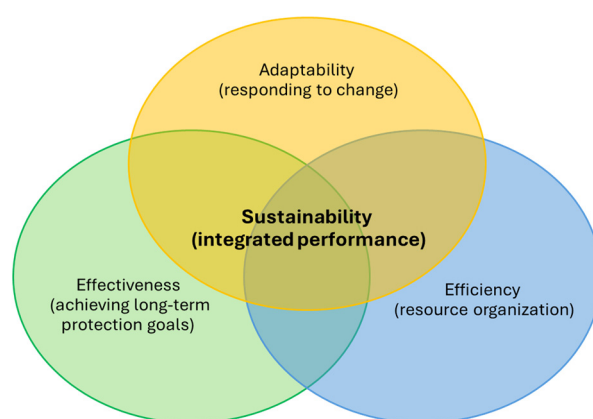 Adaptability
(responding to change)
Sustainability
(integrated performance)
Effectiveness
(achieving long-term
protection goals)
Efficiency
(resource organization)